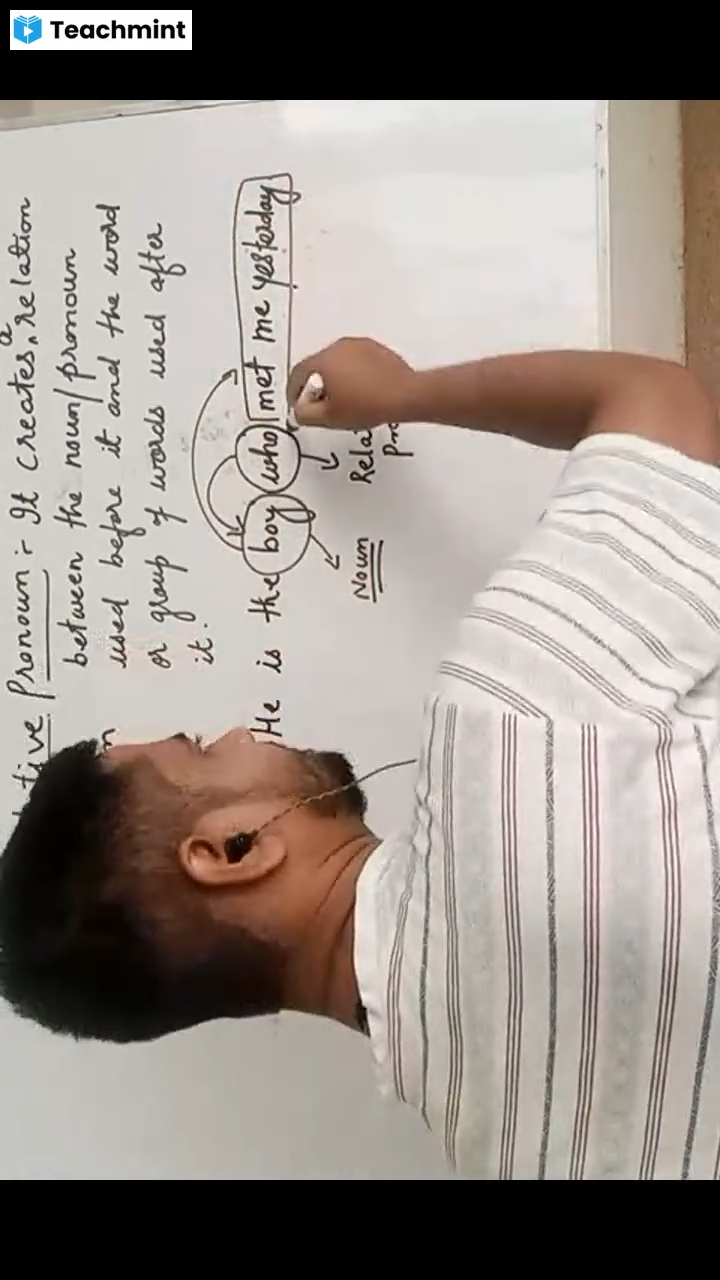 Teachmint
Pronoun :- It creates a relation
between the noun/pronoun
used before it and the word
or group of words used after
it.
He is the boy who met me yesterday
Noun